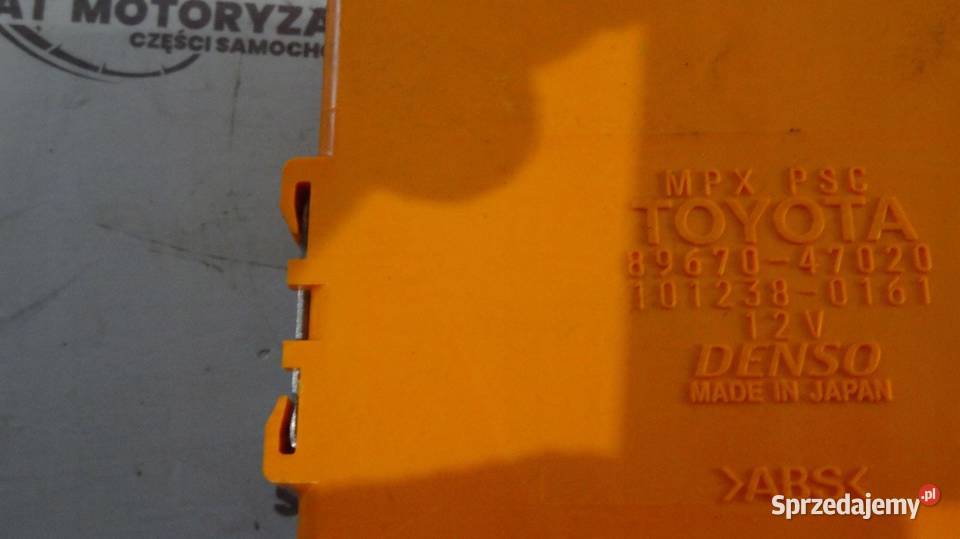 AT MOTORYZA
CZĘŚCI SAMOCHO
MPX PSC
TOYOTA
89670-47020
101238-0161
12V
DENSO
MADE IN JAPAN
>ABS<
Sprzedajemy.pl
S